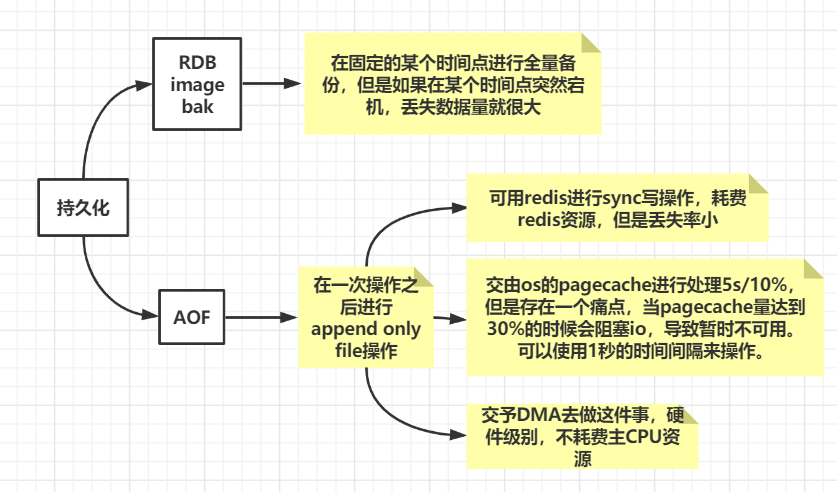 RDB
image
bak
在固定的某个时间点进行全量备
份，但是如果在某个时间点突然宕
机，丢失数据量就很大
持久化
可用redis进行sync写操作，耗费
redis资源，但是丢失率小
AOF
在一次操作之
后进行
append only
file操作
交由os的pagecache进行处理5s/10%，
但是存在一个痛点，当pagecache量达到
30%的时候会阻塞io，导致暂时不可用。
可以使用1秒的时间间隔来操作。
交予DMA去做这件事，硬
件级别，不耗费主CPU资
源